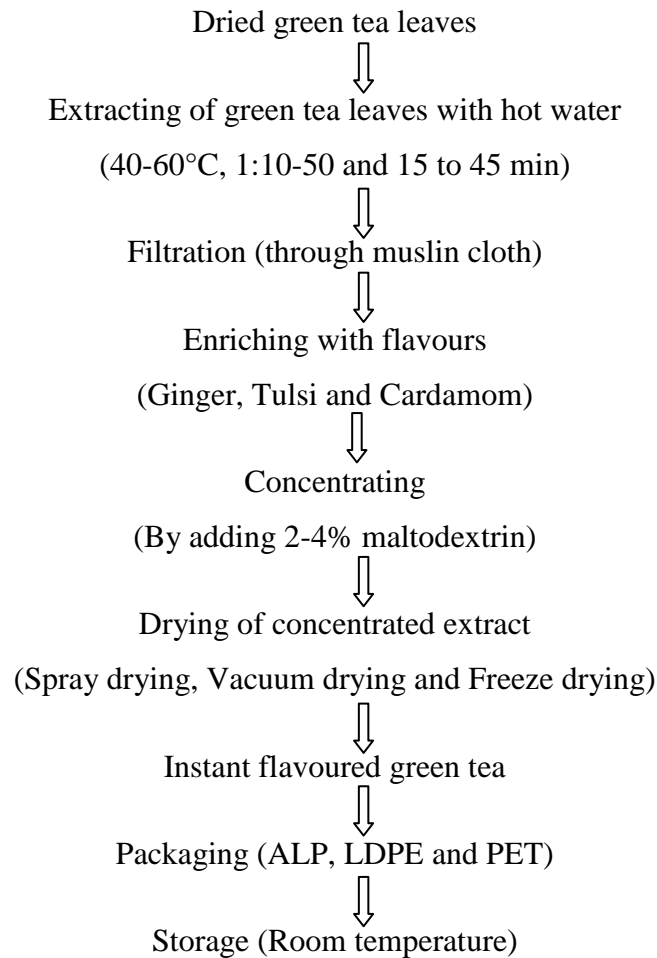 Dried green tea leaves
Extracting of green tea leaves with hot water
(40-60°C, 1:10-50 and 15 to 45 min)
Filtration (through muslin cloth)
Enriching with flavours
(Ginger, Tulsi and Cardamom)
Concentrating
(By adding 2-4% maltodextrin)
Drying of concentrated extract
(Spray drying, Vacuum drying and Freeze drying)
Instant flavoured green tea
Packaging (ALP, LDPE and PET)
Storage (Room temperature)